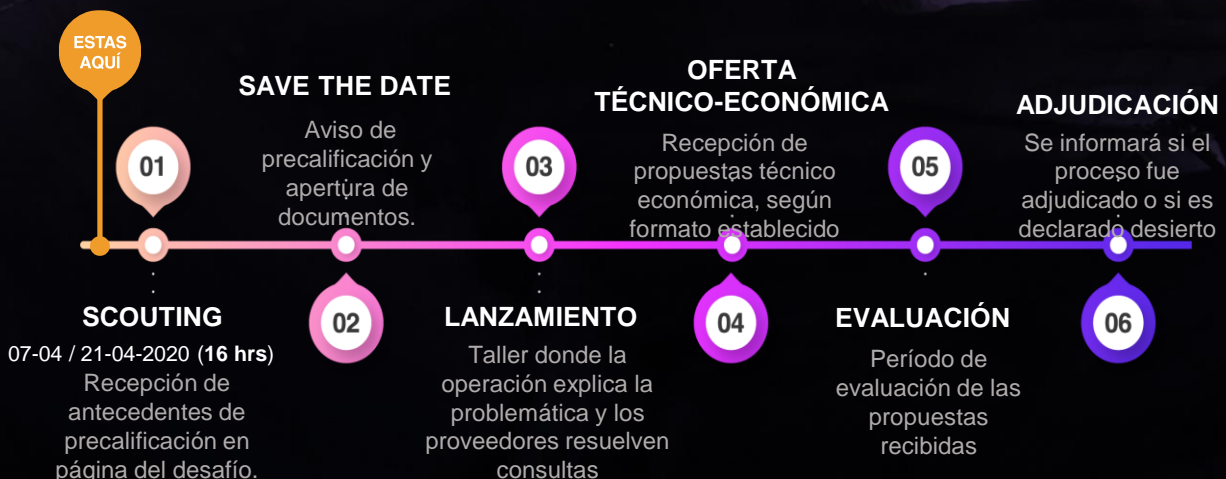 ESTAS
AQUÍ
01
SCOUTING
07-04 / 21-04-2020 (16 hrs)
Recepción de
antecedentes de
precalificación en
página del desafío.
SAVE THE DATE
Aviso de
precalificación y
apertura de
documentos.
02
03
LANZAMIENTO
Taller donde la
operación explica la
problemática y los
proveedores resuelven
consultas
OFERTA
TÉCNICO-ECONÓMICA
Recepción de
propuestas técnico
económica, según
formato establecido
04
05
EVALUACIÓN
Período de
evaluación de las
propuestas
recibidas
ADJUDICACIÓN
Se informará si el
proceso fue
adjudicado o si es
declarado desierto
06